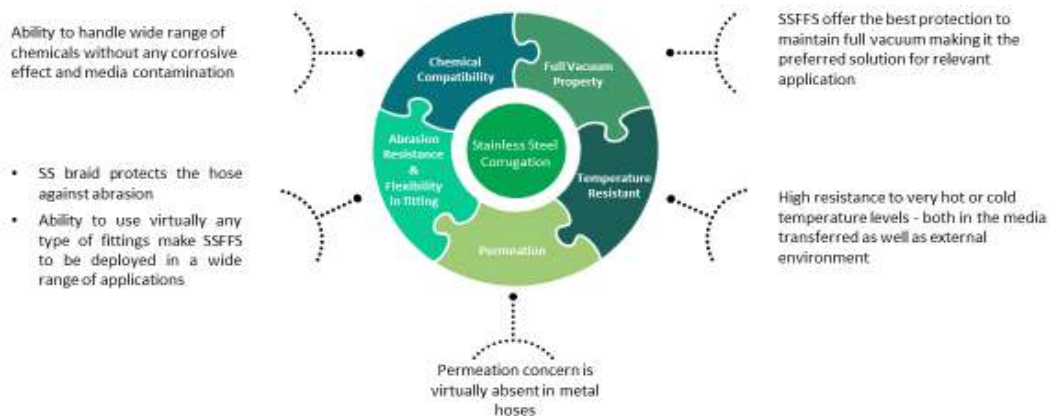 Ability to handle wide range of
chemicals without any corrosive
effect and media contamination
SSFFS offer the best protection to
maintain full vacuum making it the
preferred solution for relevant
application
Chemical
Compatibility
Full Vacuum
Property
Abrasion
Resistance
&
Flexibility
In fitting
Stainless Steel
Corrugation
Temperature
Resistant
Permeation
• SS braid protects the hose
against abrasion
• Ability to use virtually any
type of fittings make SSFFS
to be deployed in a wide
range of applications
High resistance to very hot or cold
temperature levels - both in the media
transferred as well as external
environment
Permeation concern is
virtually absent in metal
hoses